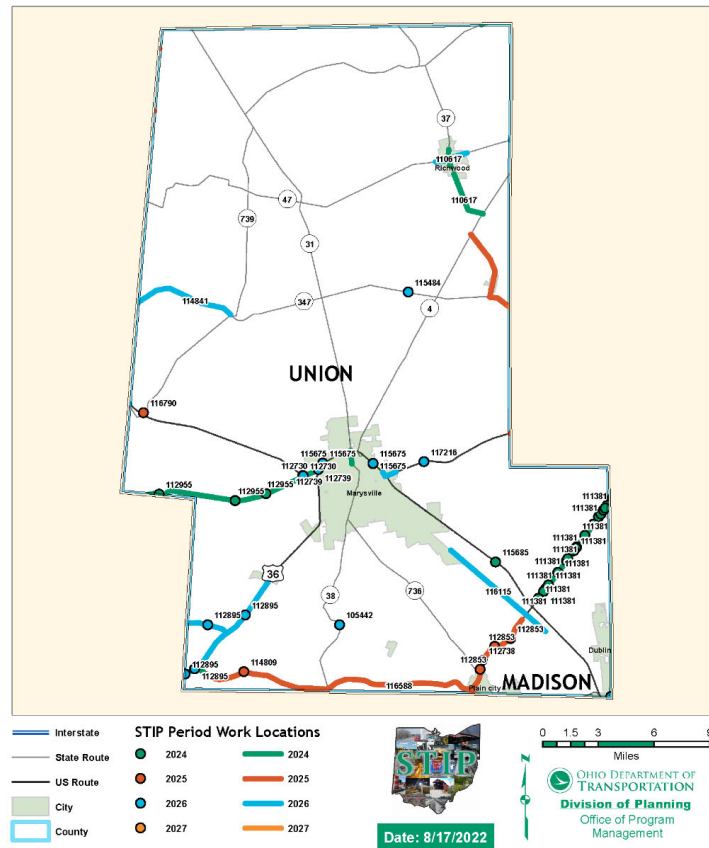 37
110617
Richwood
110617
47
739
31
115484
114841
347
4
UNION
116790
115675
115675
115675
117216
112730
112730
115675
112955
112955
112955
112739
112739
Marysville
111381
111381
111381
111381
111381
115685
111381
111381
36
111381
111381
116115
111381
111381
38
736
112895
112895
105442
112853
112738
Dublin
112895
112895
114809
112853
116588
Plain city
MADISON
Interstate
State Route
US Route
City
County
STIP Period Work Locations
2024
2024
2025
2025
2026
2026
2027
2027
STIP
Date: 8/17/2022
0 1.5 3 6 9
Miles
N
OHIO DEPARTMENT OF
TRANSPORTATION
Division of Planning
Office of Program
Management